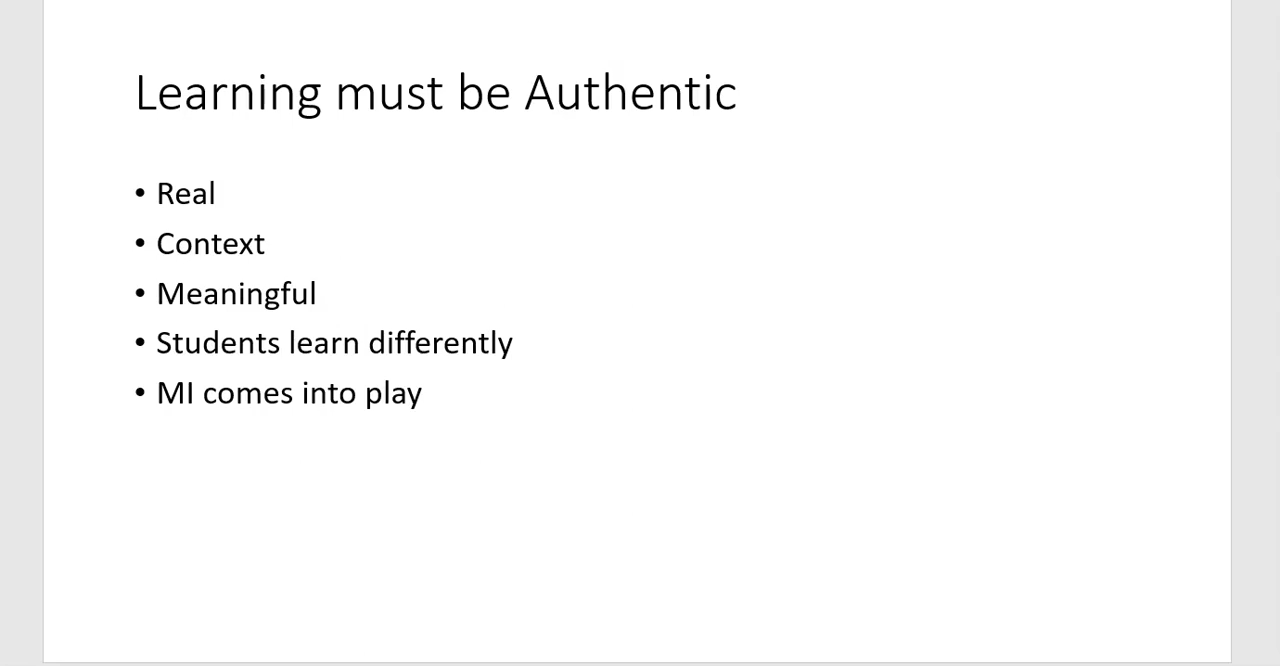 Learning must be Authentic
• Real
• Context
• Meaningful
• Students learn differently
• MI comes into play